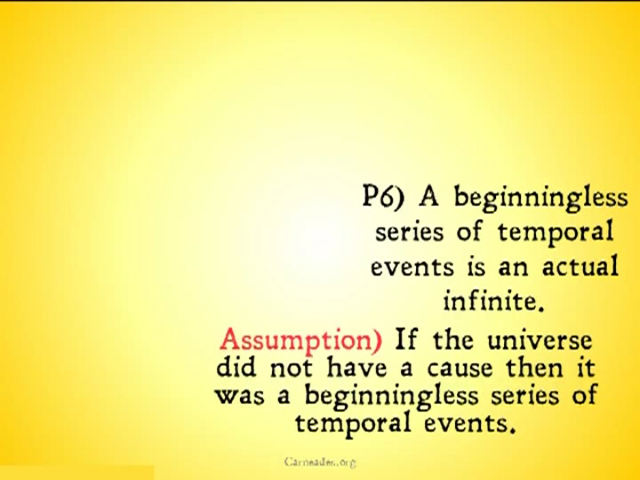 P6) A beginningless
series of temporal
events is an actual
infinite.
Assumption) If the universe
did not have a cause then it
was a beginningless series of
temporal events.
Carneades.org